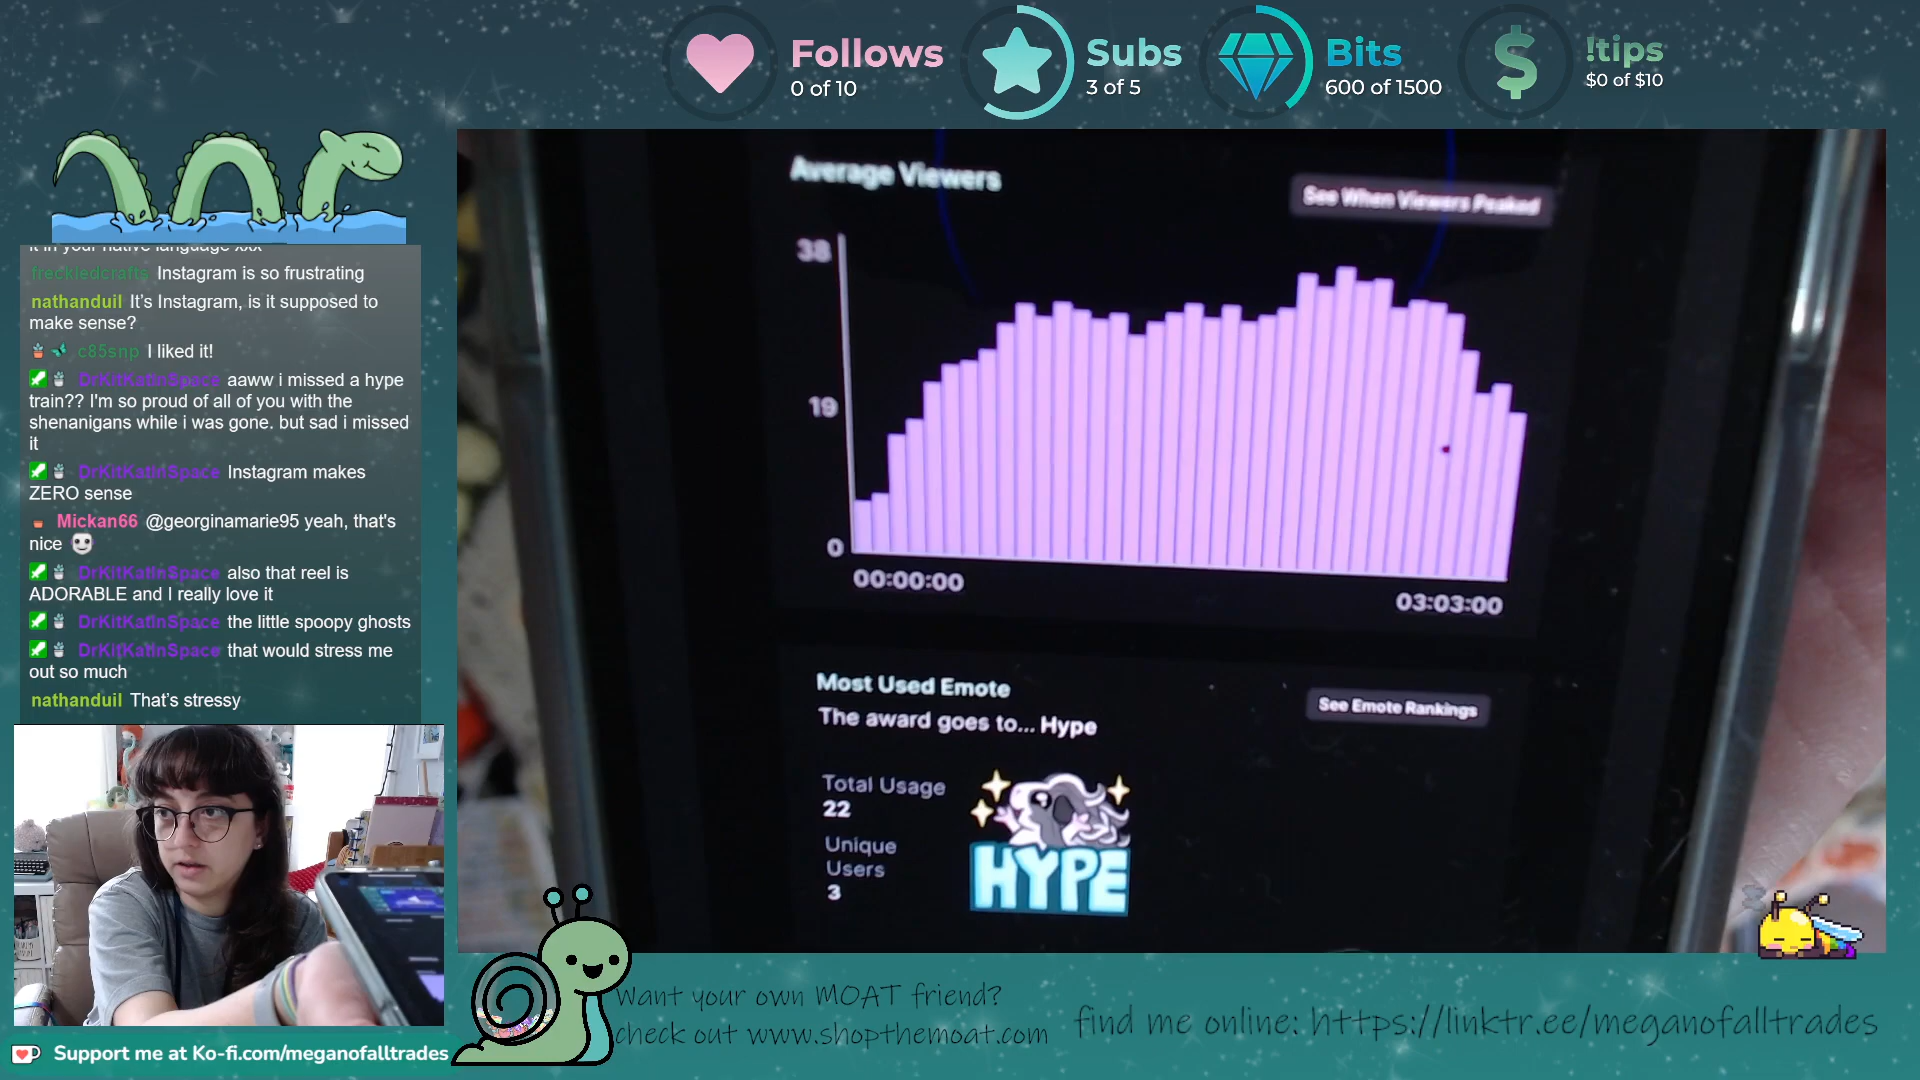 Follows
0 of 10
Subs
3 of 5
Bits
600 of 1500
!tips
$0 of $10
it in your native language xxx
freckledcrafts Instagram is so frustrating
nathanduil It's Instagram, is it supposed to
make sense?
c85snp I liked it!
DrKitKatInSpace aaww i missed a hype
train?? I'm so proud of all of you with the
shenanigans while i was gone. but sad i missed
it
DrKitKatInSpace Instagram makes
ZERO sense
Mickan66 @georginamarie95 yeah, that's
nice
DrKitKatInSpace also that reel is
ADORABLE and I really love it
DrKitKatInSpace the little spoopy ghosts
DrKitKatInSpace that would stress me
out so much
nathanduil That's stressy
Average Viewers
See When Viewers Peaked
38
19
0
00:00:00
03:03:00
Most Used Emote
See Emote Rankings
The award goes to... Hype
Total Usage
22
Unique
Users
3
HYPE
Want your own MOAT friend?
check out www.shopthemoat.com
find me online: https://linktr.ee/meganofalltrades
Support me at Ko-fi.com/meganofalltrades